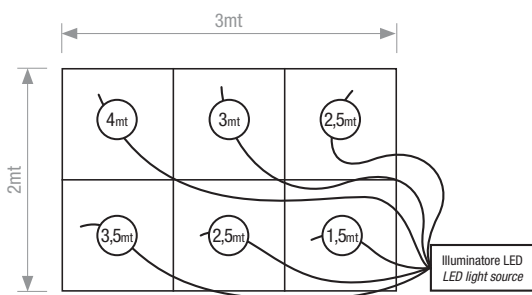 3mt
2mt
4mt
3mt
2,5mt
3,5mt
2,5mt
1,5mt
Illuminatore LED
LED light source